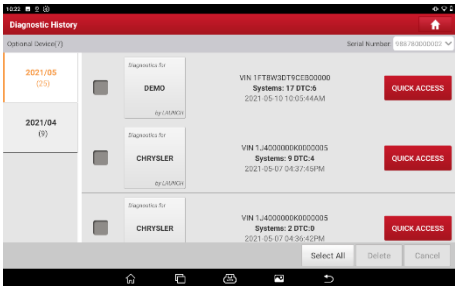 10:23
Diagnostic History
Optional Device(7)
Serial Number: 988780000002
2021/05
(25)
2021/04
(9)
Diagnostics for
DEMO
by LAUNCH
VIN 1FT8W3DT9CEB00000
Systems: 17 DTC:6
2021-05-10 10:05:44AM
QUICK ACCESS
Diagnostics for
CHRYSLER
by LAUNCH
VIN 1J4000000K0000005
Systems: 9 DTC:4
2021-05-07 04:37:46PM
QUICK ACCESS
Diagnostics for
CHRYSLER
VIN 1J4000000K0000005
Systems: 2 DTC:0
2021-05-07 04:36:42PM
QUICK ACCESS
Select All
Delete
Cancel